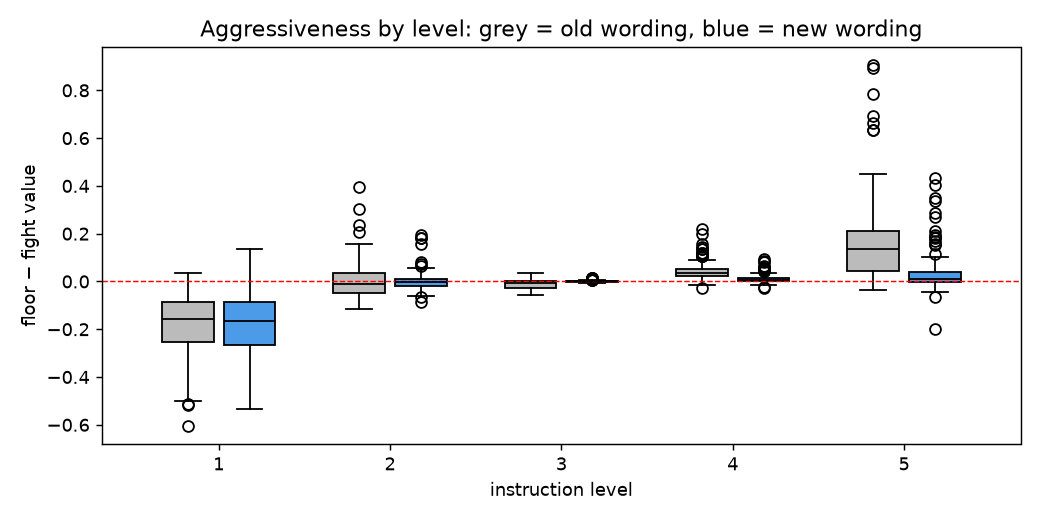 Aggressiveness by level: grey = old wording, blue = new wording
floor − fight value
0.8
0.6
0.4
0.2
0.0
−0.2
−0.4
−0.6
1 2 3 4 5
instruction level